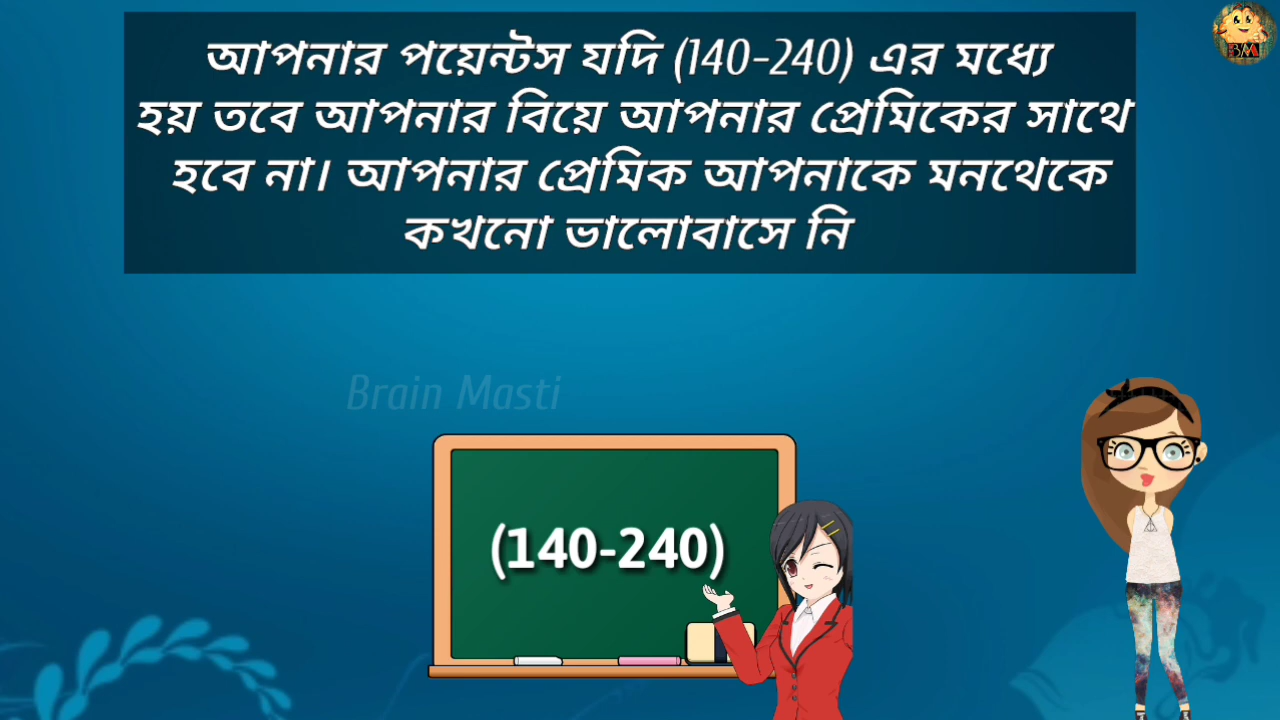 আপনার পয়েন্টস যদি (140-240) এর মধ্যে
হয় তবে আপনার বিয়ে আপনার প্রেমিকের সাথে
হবে না। আপনার প্রেমিক আপনাকে মনথেকে
কখনো ভালোবাসে নি
Brain Masti
(140-240)
BM